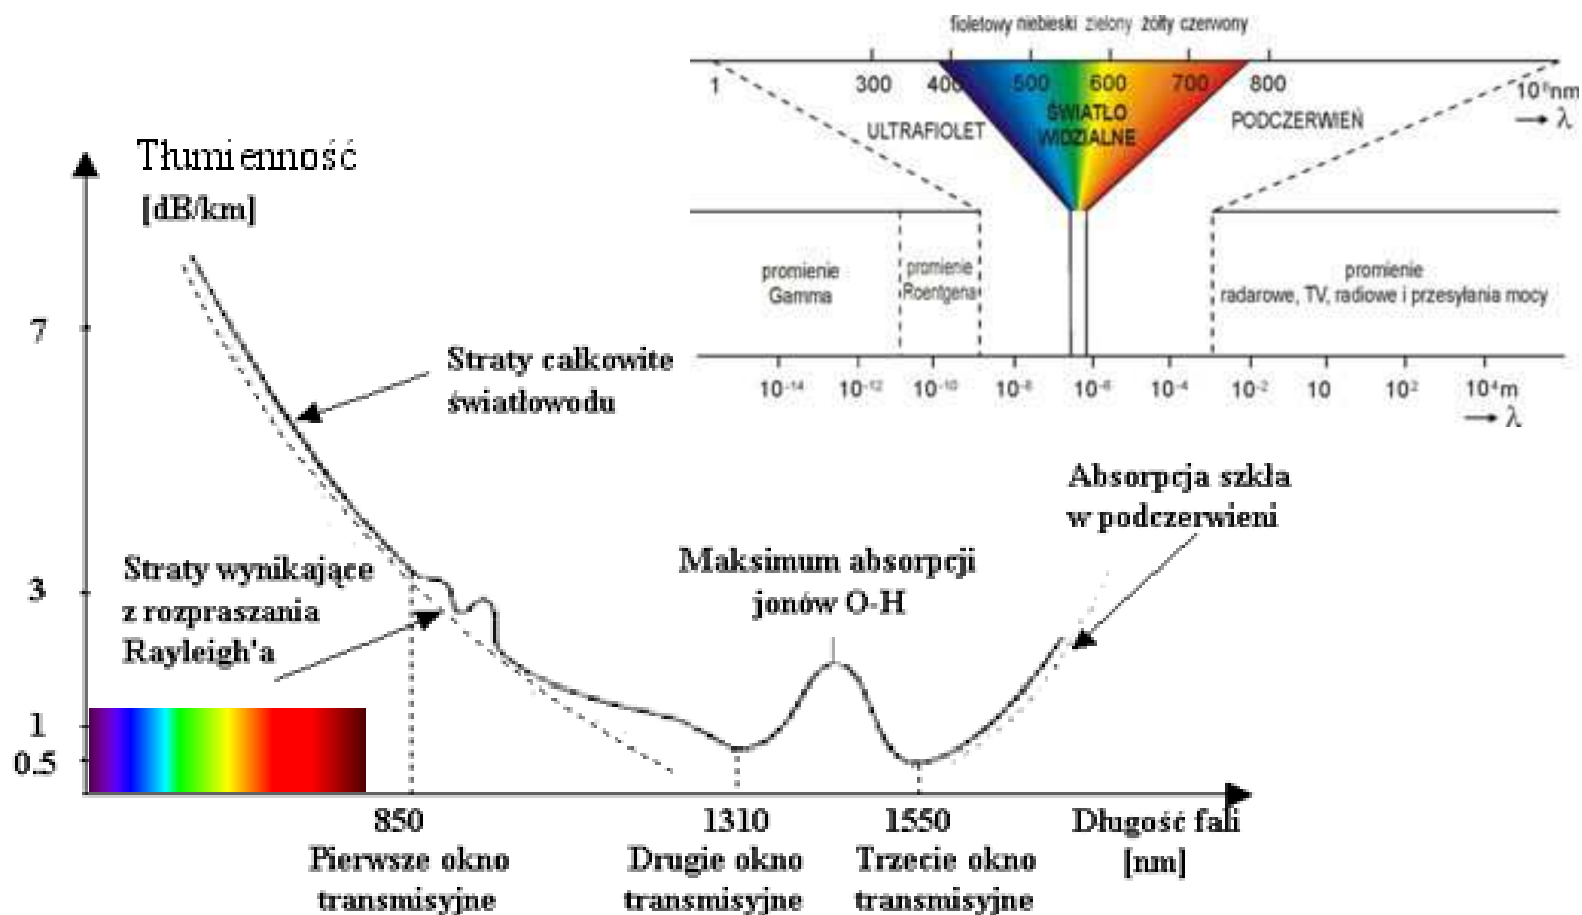 fioletowy niebieski zielony żółty czerwony
1 300 400 500 600 700 800 10⁶nm
ULTRAFIOLET ŚWIATŁO WIDZIALNE PODCZERWIEŃ
λ
promienie Gamma
promienie Roentgena
promienie
radarowe, TV, radiowe i przesyłania mocy
10⁻¹⁴ 10⁻¹² 10⁻¹⁰ 10⁻⁸ 10⁻⁶ 10⁻⁴ 10⁻² 10 10² 10⁴m
λ
Tłumienność
[dB/km]
7
3
1
0.5
Straty całkowite
światłowodu
Straty wynikające
z rozpraszania
Rayleigh'a
Maksimum absorpcji
jonów O-H
Absorpcja szkła
w podczerwieni
850
Pierwsze okno
transmisyjne
1310
Drugie okno
transmisyjne
1550
Trzecie okno
transmisyjne
Długość fali
[nm]